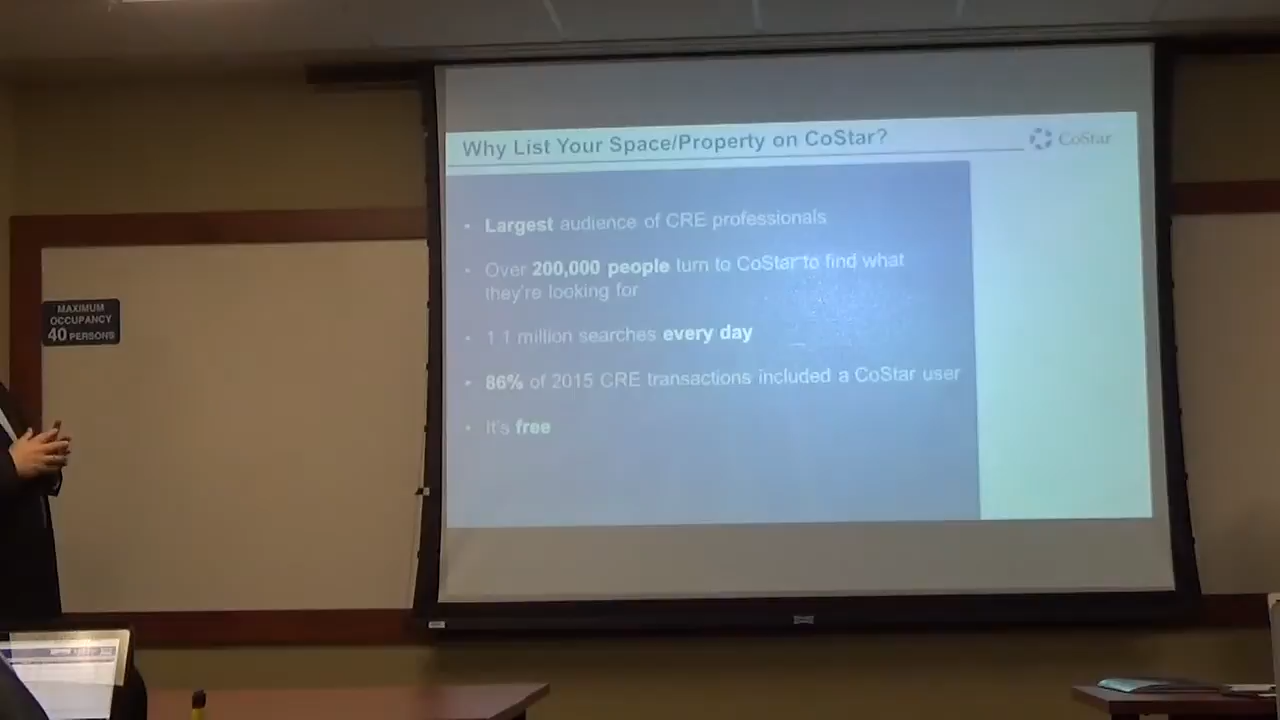 Why List Your Space/Property on CoStar?
CoStar
• Largest audience of CRE professionals
• Over 200,000 people turn to CoStar to find what
they're looking for
• 1.1 million searches every day
• 86% of 2015 CRE transactions included a CoStar user
• It's free
MAXIMUM
OCCUPANCY
40 PERSONS